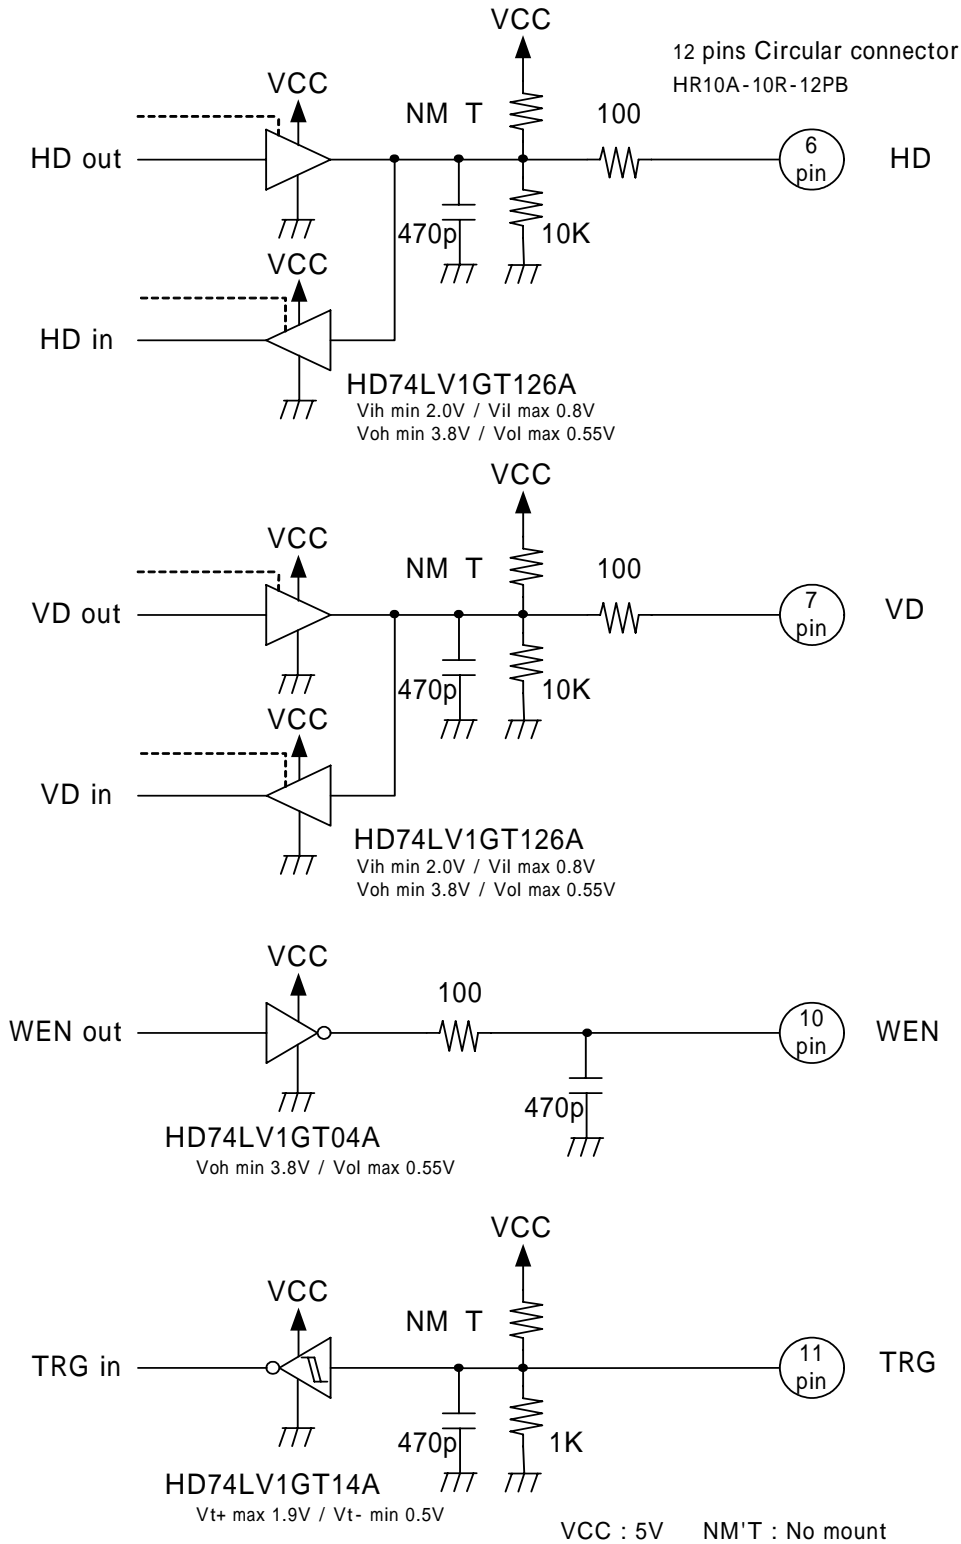 VCC
12 pins Circular connector
HR10A-10R-12PB
VCC
NM T
100
HD out
6
pin
HD
470p
10K
VCC
HD in
HD74LV1GT126A
Vih min 2.0V / Vil max 0.8V
Voh min 3.8V / Vol max 0.55V
VCC
VCC
NM T
100
VD out
7
pin
VD
470p
10K
VCC
VD in
HD74LV1GT126A
Vih min 2.0V / Vil max 0.8V
Voh min 3.8V / Vol max 0.55V
VCC
100
WEN out
10
pin
WEN
470p
HD74LV1GT04A
Voh min 3.8V / Vol max 0.55V
VCC
VCC
NM T
TRG in
11
pin
TRG
470p
1K
HD74LV1GT14A
Vt+ max 1.9V / Vt- min 0.5V
VCC : 5V NM'T : No mount